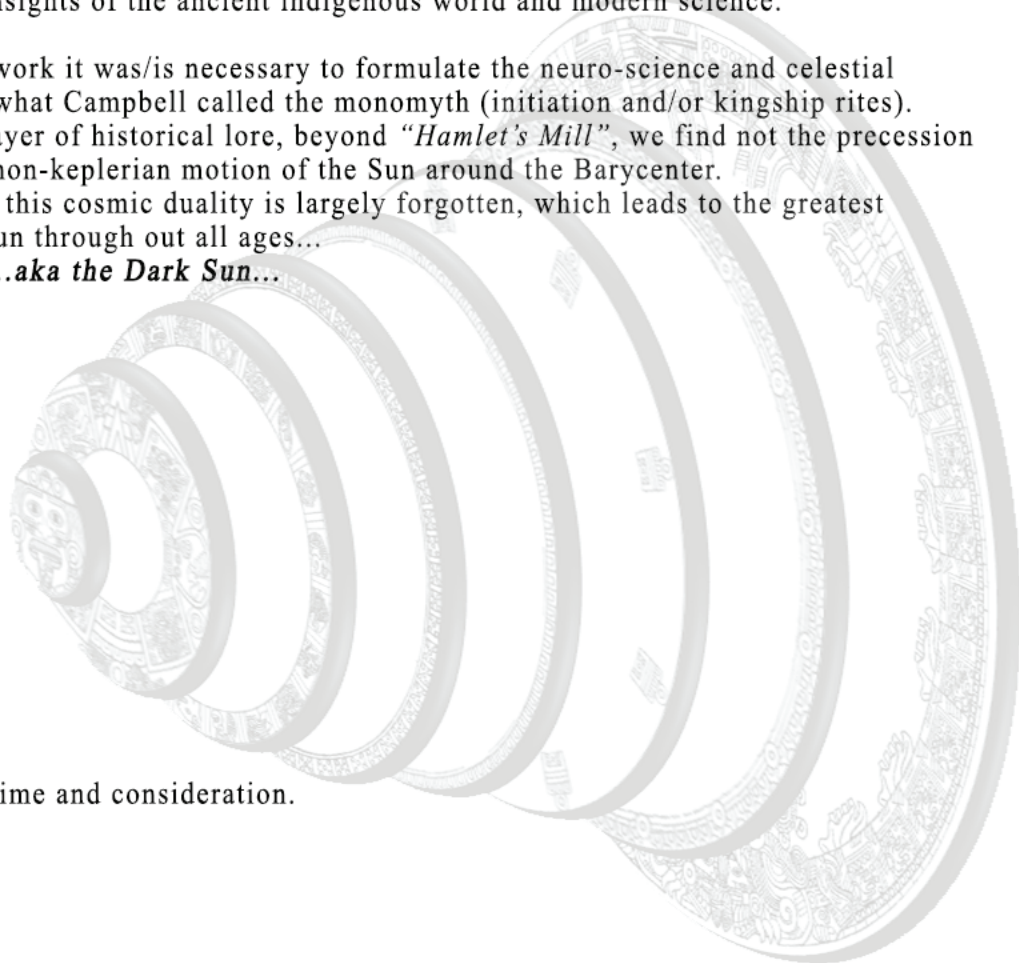 nsights of the ancient indigenous world and modern science.
work it was/is necessary to formulate the neuro-science and celestial
what Campbell called the monomyth (initiation and/or kingship rites).
ayer of historical lore, beyond “Hamlet’s Mill”, we find not the precession
non-keplerian motion of the Sun around the Barycenter.
this cosmic duality is largely forgotten, which leads to the greatest
un through out all ages...
..aka the Dark Sun...
ime and consideration.